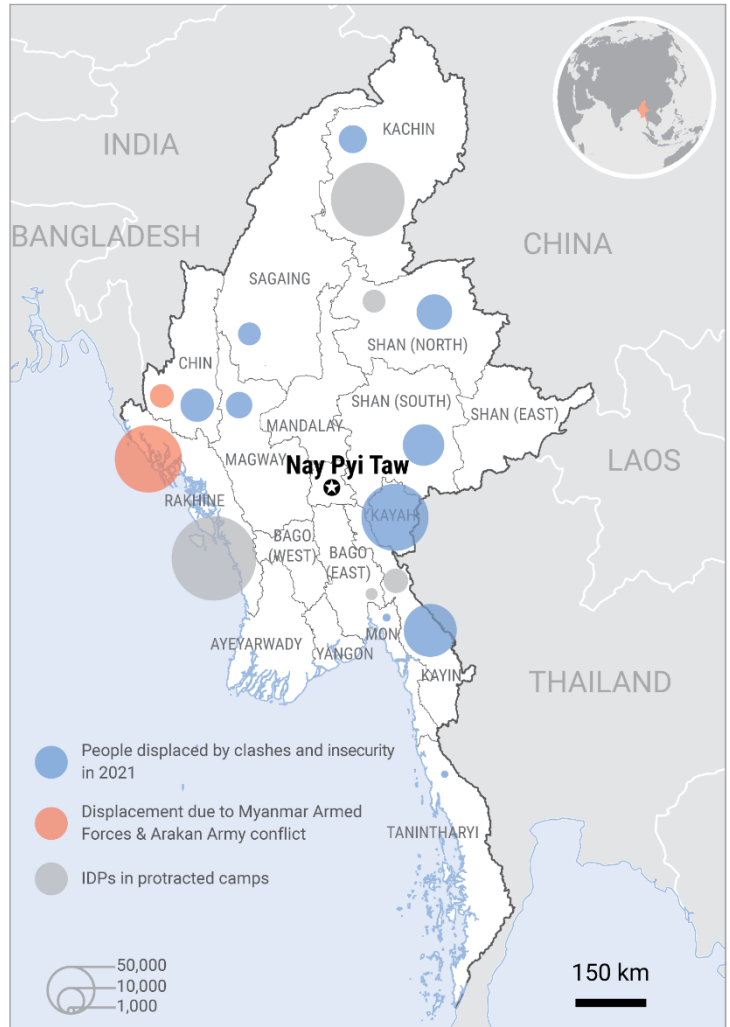 KACHIN
INDIA
BANGLADESH
CHINA
SAGAING
SHAN (NORTH)
CHIN
SHAN (SOUTH)
SHAN (EAST)
MANDALAY
MAGWAY
Nay Pyi Taw
LAOS
RAKHINE
KAYAH
BAGO
(WEST)
BAGO
(EAST)
AYEYARWADY
MON
YANGON
KAYIN
THAILAND
People displaced by clashes and insecurity
in 2021
Displacement due to Myanmar Armed
Forces & Arakan Army conflict
TANINTHARYI
IDPs in protracted camps
50,000
10,000
1,000
150 km